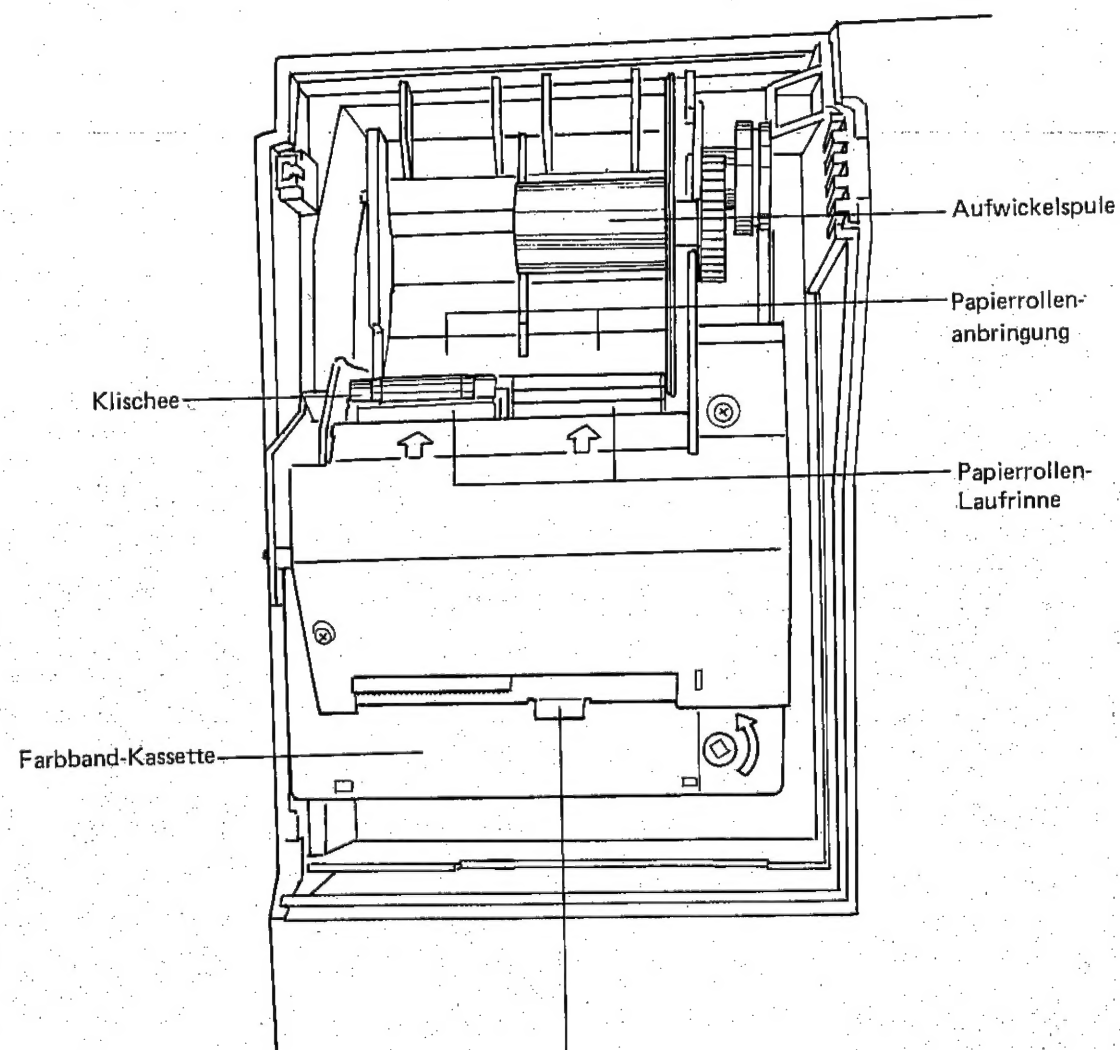 Aufwickelspule
Papierrollen-
anbringung
Klischee
Papierrollen-
Laufrinne
Farbband-Kassette